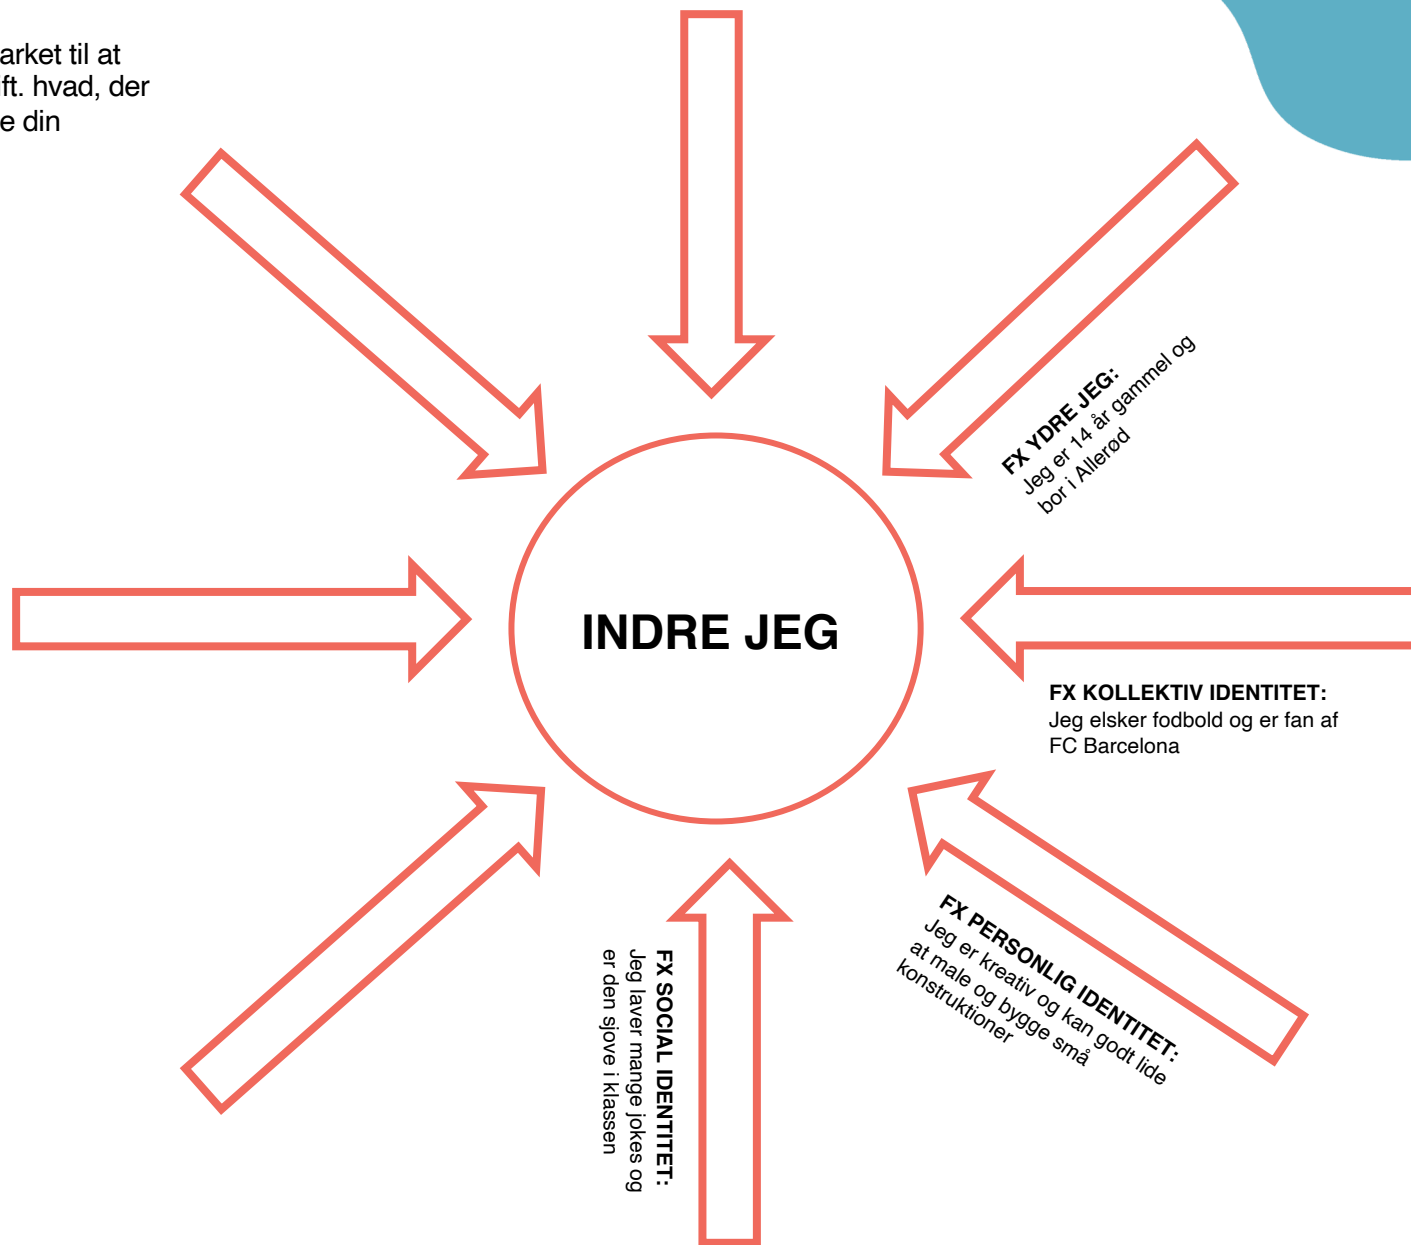 arket til at
ift. hvad, der
e din
FX YDRE JEG:
Jeg er 14 år gammel og
bor i Allerød
INDRE JEG
FX KOLLEKTIV IDENTITET:
Jeg elsker fodbold og er fan af
FC Barcelona
FX PERSONLIG IDENTITET:
Jeg er kreativ og kan godt lide
at male og bygge små
konstruktioner
FX SOCIAL IDENTITET:
Jeg laver mange jokes og
er den sjove i klassen